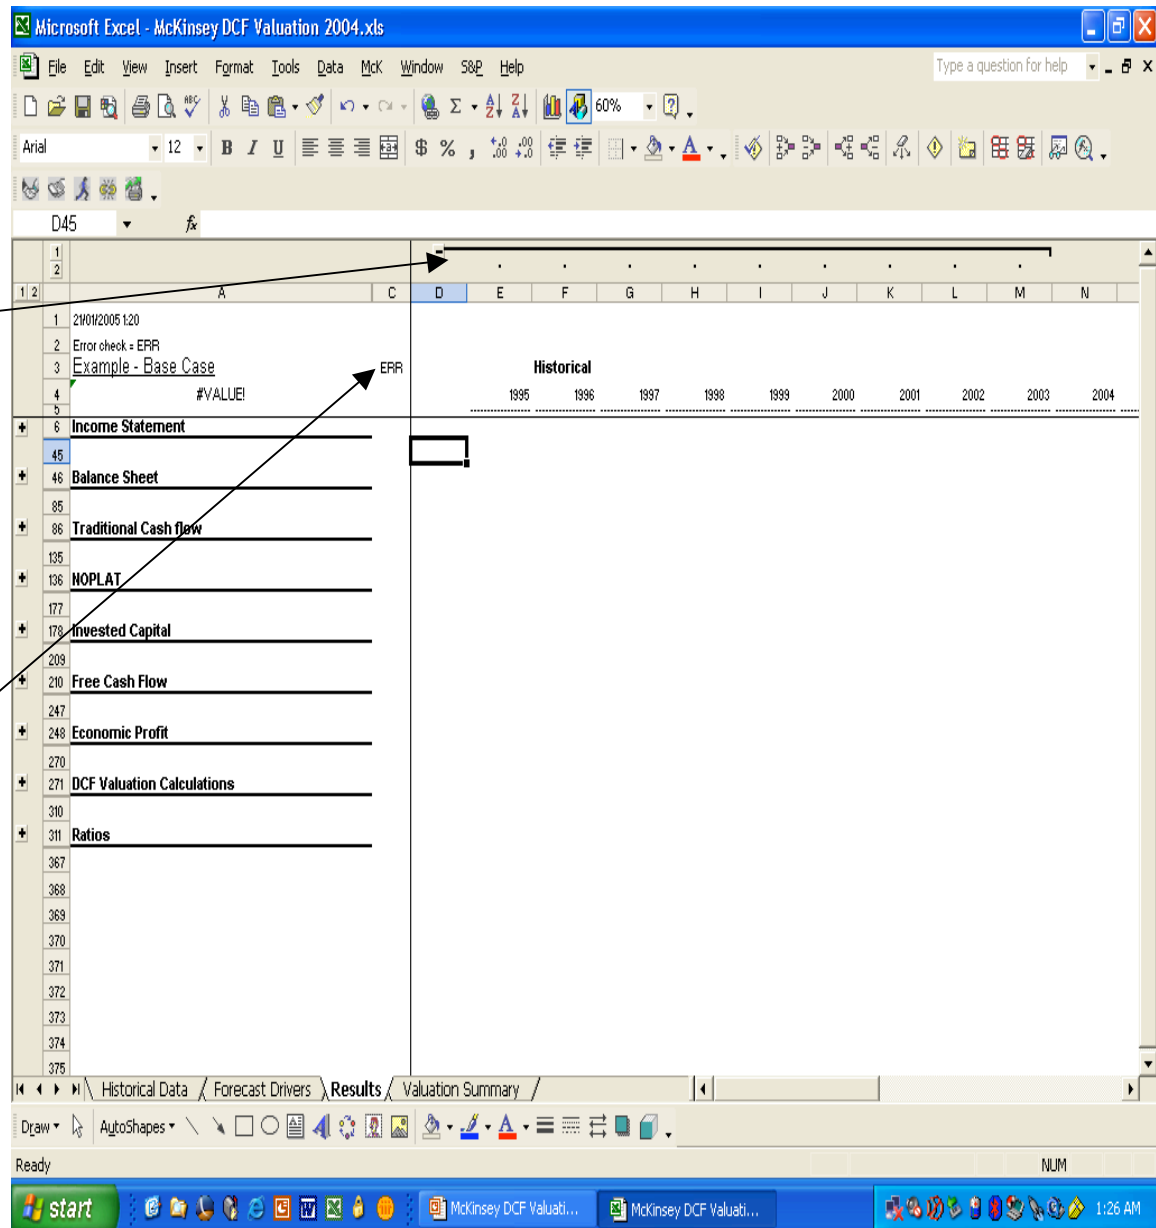 Microsoft Excel - McKinsey DCF Valuation 2004.xls
File Edit View Insert Format Tools Data McK Window S&P Help Type a question for help
60%
Arial 12 B I U $ % ,
D45 fx
1
2
1 2 A C D E F G H I J K L M N
1 21/01/2005 1:20
2 Error check = ERR
3 Example - Base Case ERR Historical
4 #VALUE! 1995 1996 1997 1998 1999 2000 2001 2002 2003 2004
5
6 Income Statement
45
46 Balance Sheet
85
86 Traditional Cash flow
135
136 NOPLAT
177
178 Invested Capital
209
210 Free Cash Flow
247
248 Economic Profit
270
271 DCF Valuation Calculations
310
311 Ratios
367
368
369
370
371
372
373
374
375
Historical Data Forecast Drivers Results Valuation Summary
Draw AutoShapes
Ready NUM
start McKinsey DCF Valuati... McKinsey DCF Valuati... 1:26 AM